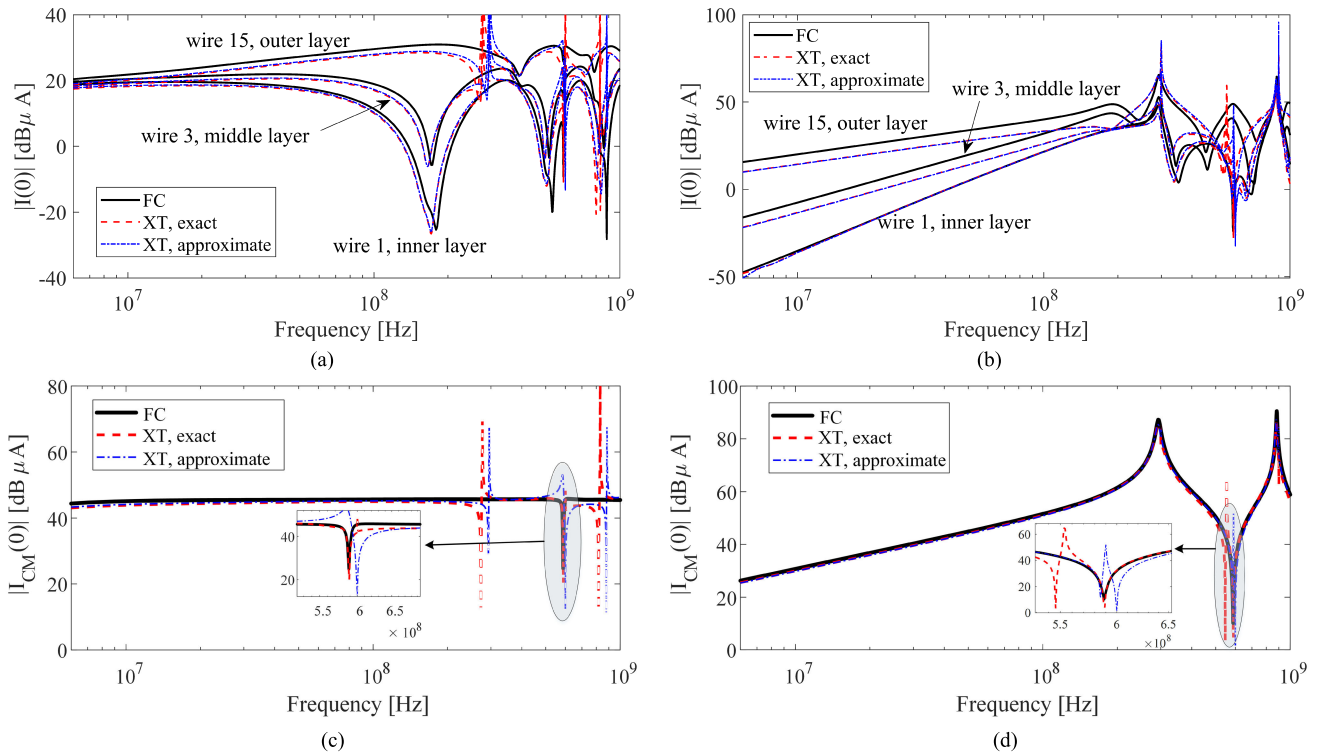 |I(0)| [dBμ A]
40
20
0
-20
40
wire 15, outer layer
wire 3, middle layer
wire 1, inner layer
FC
XT, exact
XT, approximate
10^7
10^8
10^9
Frequency [Hz]
(a)
|I(0)| [dBμ A]
100
50
0
-50
FC
XT, exact
XT, approximate
wire 3, middle layer
wire 15, outer layer
wire 1, inner layer
10^7
10^8
10^9
Frequency [Hz]
(b)
|I_CM(0)| [dB μ A]
80
60
40
20
0
FC
XT, exact
XT, approximate
40
20
5.5
6
6.5
× 10^8
10^7
10^8
10^9
Frequency [Hz]
(c)
|I_CM(0)| [dB μ A]
100
80
60
40
20
0
FC
XT, exact
XT, approximate
60
40
20
0
5.5
6
6.5
×10^8
10^7
10^8
10^9
Frequency [Hz]
(d)